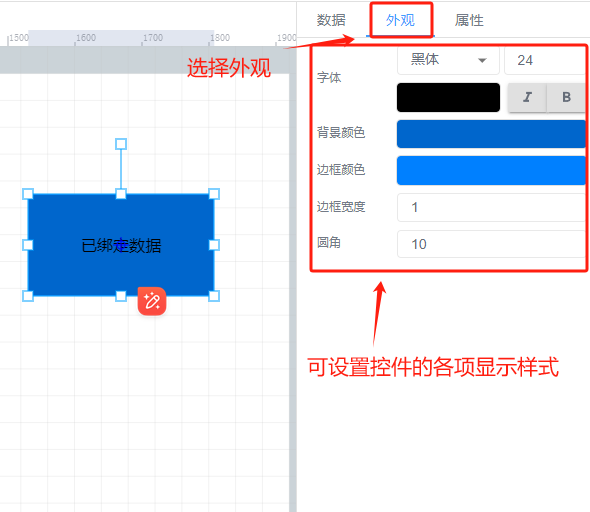 数据 外观 属性
1500 1600 1700 1800 1900
选择外观
字体 黑体 24
I B
背景颜色
边框颜色
边框宽度 1
已绑定数据
圆角 10
可设置控件的各项显示样式